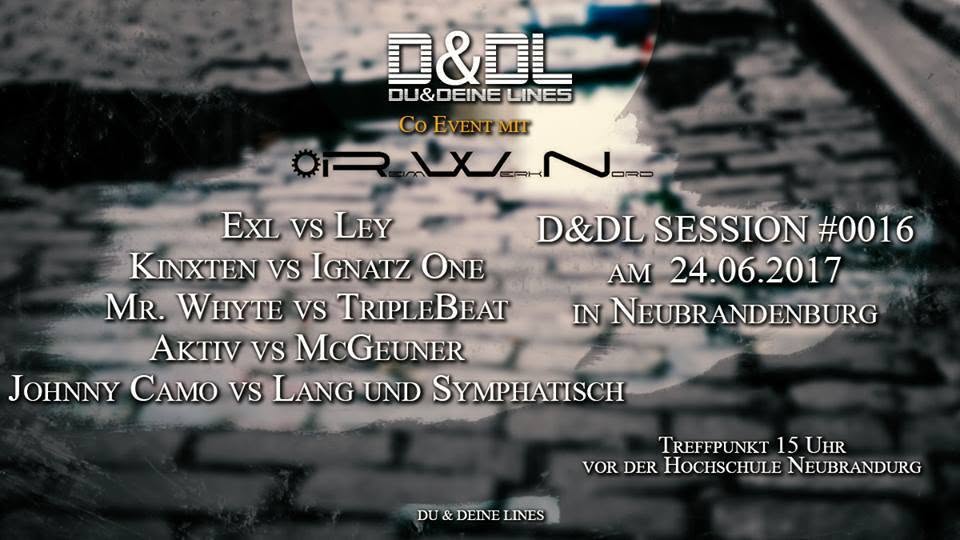 D&DL
DU&DEINE LINES
Co Event mit
ReimWerkNord
Exl vs Ley
Kinxten vs Ignatz One
Mr. Whyte vs TripleBeat
Aktiv vs McGeuner
Johnny Camo vs Lang und Symphatisch
D&DL SESSION #0016
am 24.06.2017
in Neubrandenburg
Treffpunkt 15 Uhr
vor der Hochschule Neubrandurg
DU & DEINE LINES